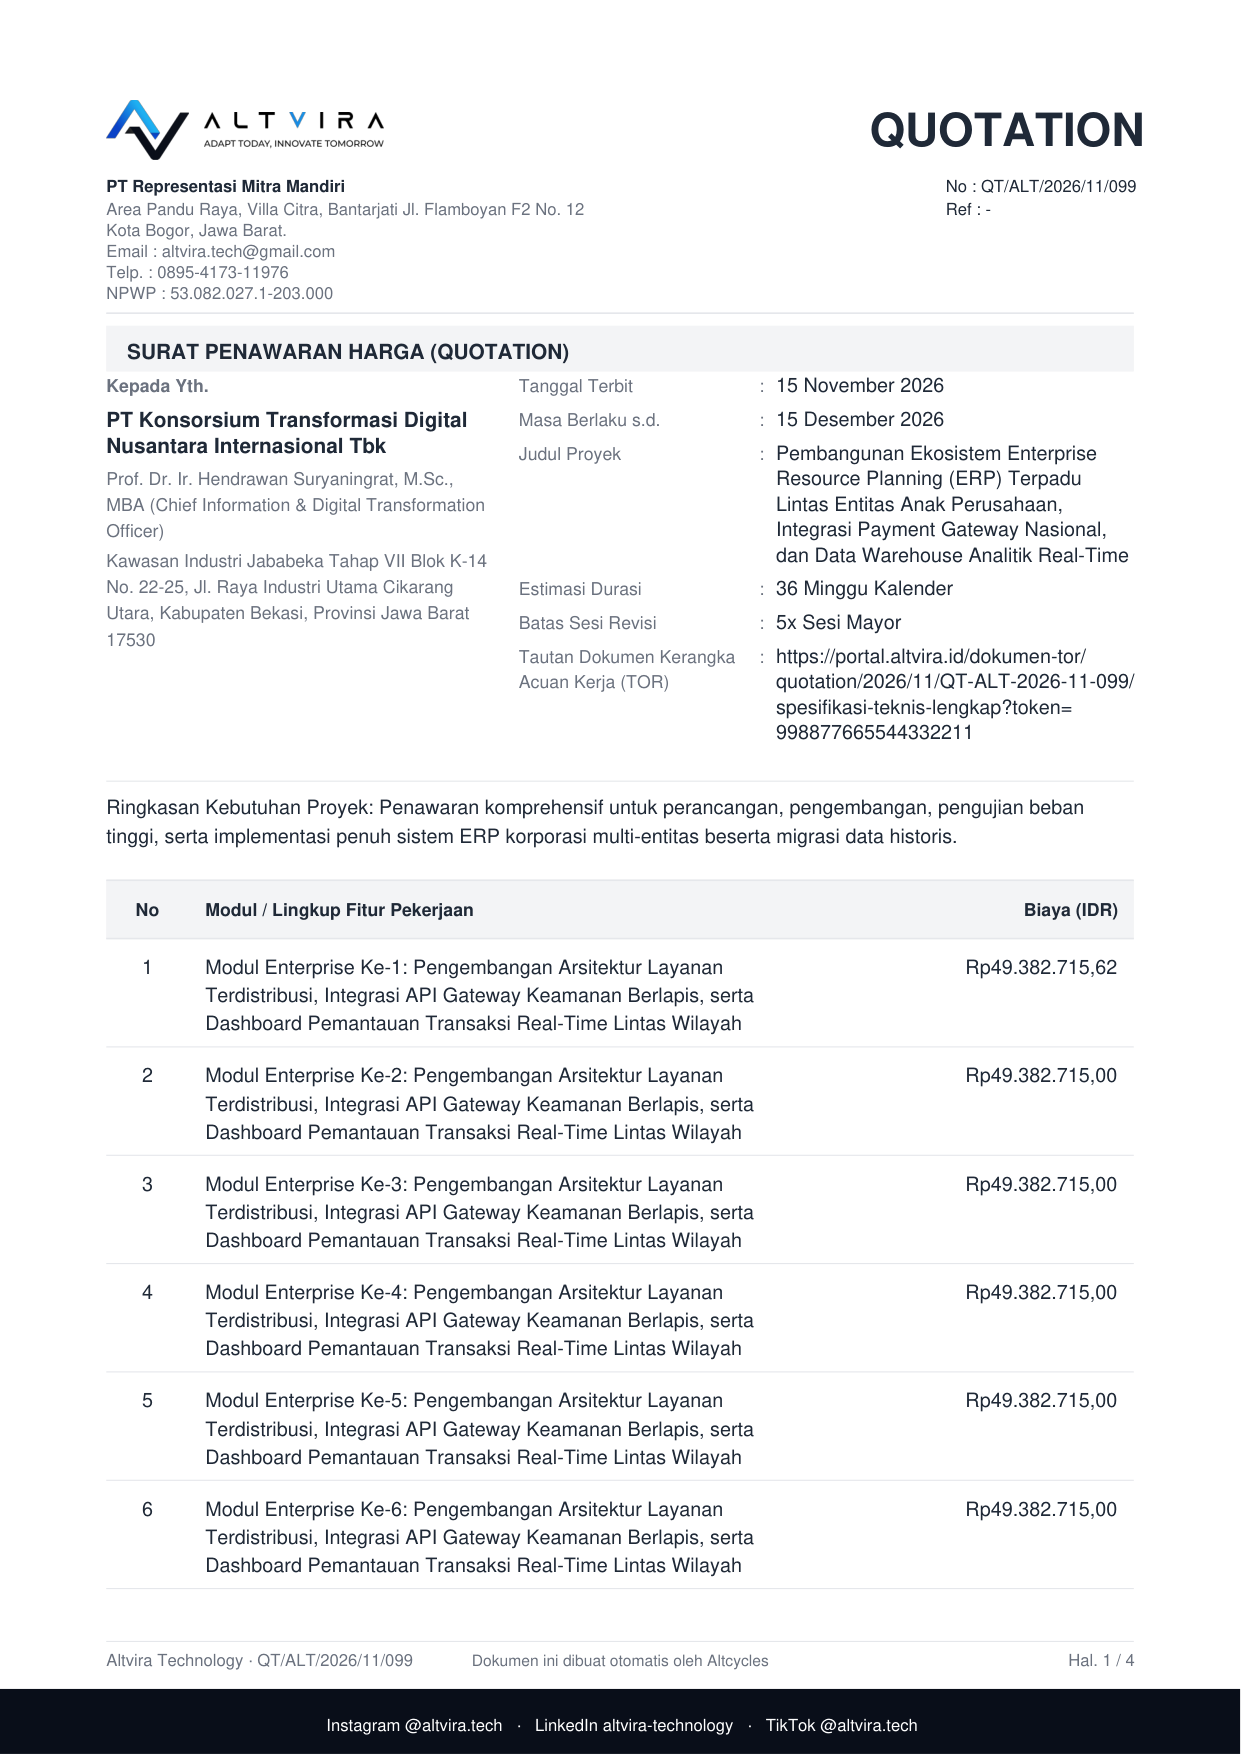 ALTVIRA
ADAPT TODAY, INNOVATE TOMORROW
QUOTATION
PT Representasi Mitra Mandiri
Area Pandu Raya, Villa Citra, Bantarjati Jl. Flamboyan F2 No. 12
Kota Bogor, Jawa Barat.
Email : altvira.tech@gmail.com
Telp. : 0895-4173-11976
NPWP : 53.082.027.1-203.000
No : QT/ALT/2026/11/099
Ref : -
SURAT PENAWARAN HARGA (QUOTATION)
Kepada Yth.
PT Konsorsium Transformasi Digital
Nusantara Internasional Tbk
Prof. Dr. Ir. Hendrawan Suryaningrat, M.Sc.,
MBA (Chief Information & Digital Transformation
Officer)
Kawasan Industri Jababeka Tahap VII Blok K-14
No. 22-25, Jl. Raya Industri Utama Cikarang
Utara, Kabupaten Bekasi, Provinsi Jawa Barat
17530
Tanggal Terbit : 15 November 2026
Masa Berlaku s.d. : 15 Desember 2026
Judul Proyek : Pembangunan Ekosistem Enterprise
Resource Planning (ERP) Terpadu
Lintas Entitas Anak Perusahaan,
Integrasi Payment Gateway Nasional,
dan Data Warehouse Analitik Real-Time
Estimasi Durasi : 36 Minggu Kalender
Batas Sesi Revisi : 5x Sesi Mayor
Tautan Dokumen Kerangka : https://portal.altvira.id/dokumen-tor/
Acuan Kerja (TOR) quotation/2026/11/QT-ALT-2026-11-099/
spesifikasi-teknis-lengkap?token=
998877665544332211
Ringkasan Kebutuhan Proyek: Penawaran komprehensif untuk perancangan, pengembangan, pengujian beban
tinggi, serta implementasi penuh sistem ERP korporasi multi-entitas beserta migrasi data historis.
No Modul / Lingkup Fitur Pekerjaan Biaya (IDR)
1 Modul Enterprise Ke-1: Pengembangan Arsitektur Layanan Rp49.382.715,62
Terdistribusi, Integrasi API Gateway Keamanan Berlapis, serta
Dashboard Pemantauan Transaksi Real-Time Lintas Wilayah
2 Modul Enterprise Ke-2: Pengembangan Arsitektur Layanan Rp49.382.715,00
Terdistribusi, Integrasi API Gateway Keamanan Berlapis, serta
Dashboard Pemantauan Transaksi Real-Time Lintas Wilayah
3 Modul Enterprise Ke-3: Pengembangan Arsitektur Layanan Rp49.382.715,00
Terdistribusi, Integrasi API Gateway Keamanan Berlapis, serta
Dashboard Pemantauan Transaksi Real-Time Lintas Wilayah
4 Modul Enterprise Ke-4: Pengembangan Arsitektur Layanan Rp49.382.715,00
Terdistribusi, Integrasi API Gateway Keamanan Berlapis, serta
Dashboard Pemantauan Transaksi Real-Time Lintas Wilayah
5 Modul Enterprise Ke-5: Pengembangan Arsitektur Layanan Rp49.382.715,00
Terdistribusi, Integrasi API Gateway Keamanan Berlapis, serta
Dashboard Pemantauan Transaksi Real-Time Lintas Wilayah
6 Modul Enterprise Ke-6: Pengembangan Arsitektur Layanan Rp49.382.715,00
Terdistribusi, Integrasi API Gateway Keamanan Berlapis, serta
Dashboard Pemantauan Transaksi Real-Time Lintas Wilayah
Altvira Technology · QT/ALT/2026/11/099 Dokumen ini dibuat otomatis oleh Altcycles Hal. 1 / 4
Instagram @altvira.tech · LinkedIn altvira-technology · TikTok @altvira.tech